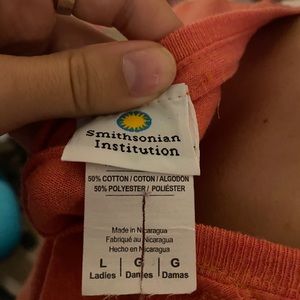 Smithsonian
Institution
50% COTTON / COTON / ALGODON
50% POLYESTER / POLIÉSTER
Made in Nicaragua
Fabriqué au Nicaragua
Hecho en Nicaragua
L G G
Ladies Dames Damas